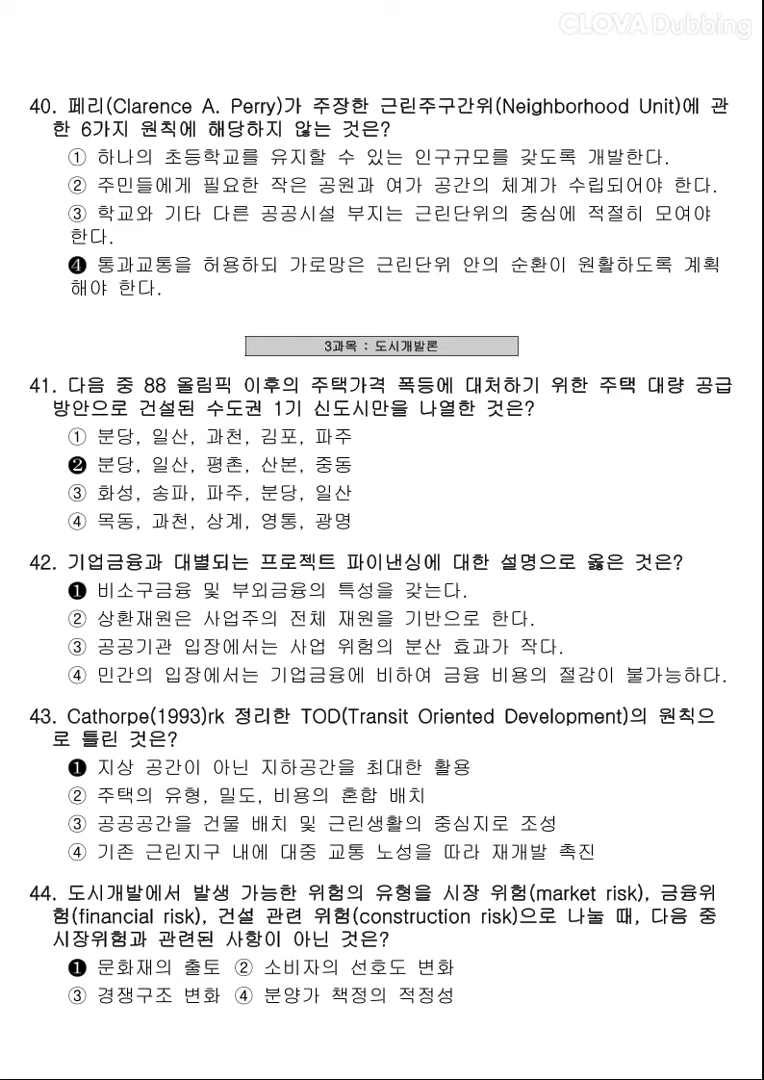 CLOVA Dubbing
40. 페리(Clarence A. Perry)가 주장한 근린주구간위(Neighborhood Unit)에 관
한 6가지 원칙에 해당하지 않는 것은?
① 하나의 초등학교를 유지할 수 있는 인구규모를 갖도록 개발한다.
② 주민들에게 필요한 작은 공원과 여가 공간의 체계가 수립되어야 한다.
③ 학교와 기타 다른 공공시설 부지는 근린단위의 중심에 적절히 모여야
한다.
❹ 통과교통을 허용하되 가로망은 근린단위 안의 순환이 원활하도록 계획
해야 한다.
3과목 : 도시개발론
41. 다음 중 88 올림픽 이후의 주택가격 폭등에 대처하기 위한 주택 대량 공급
방안으로 건설된 수도권 1기 신도시만을 나열한 것은?
① 분당, 일산, 과천, 김포, 파주
❷ 분당, 일산, 평촌, 산본, 중동
③ 화성, 송파, 파주, 분당, 일산
④ 목동, 과천, 상계, 영통, 광명
42. 기업금융과 대별되는 프로젝트 파이낸싱에 대한 설명으로 옳은 것은?
❶ 비소구금융 및 부외금융의 특성을 갖는다.
② 상환재원은 사업주의 전체 재원을 기반으로 한다.
③ 공공기관 입장에서는 사업 위험의 분산 효과가 작다.
④ 민간의 입장에서는 기업금융에 비하여 금융 비용의 절감이 불가능하다.
43. Cathorpe(1993)rk 정리한 TOD(Transit Oriented Development)의 원칙으
로 틀린 것은?
❶ 지상 공간이 아닌 지하공간을 최대한 활용
② 주택의 유형, 밀도, 비용의 혼합 배치
③ 공공공간을 건물 배치 및 근린생활의 중심지로 조성
④ 기존 근린지구 내에 대중 교통 노성을 따라 재개발 촉진
44. 도시개발에서 발생 가능한 위험의 유형을 시장 위험(market risk), 금융위
험(financial risk), 건설 관련 위험(construction risk)으로 나눌 때, 다음 중
시장위험과 관련된 사항이 아닌 것은?
❶ 문화재의 출토 ② 소비자의 선호도 변화
③ 경쟁구조 변화 ④ 분양가 책정의 적정성